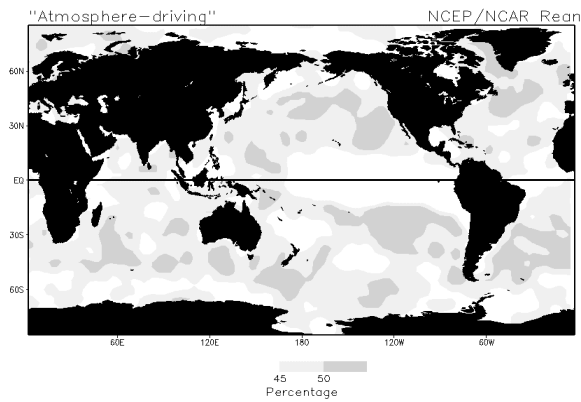 "Atmosphere-driving" NCEP/NCAR Rean
60N
30N
EQ
30S
60S
60E 120E 180 120W 60W
45 50
Percentage